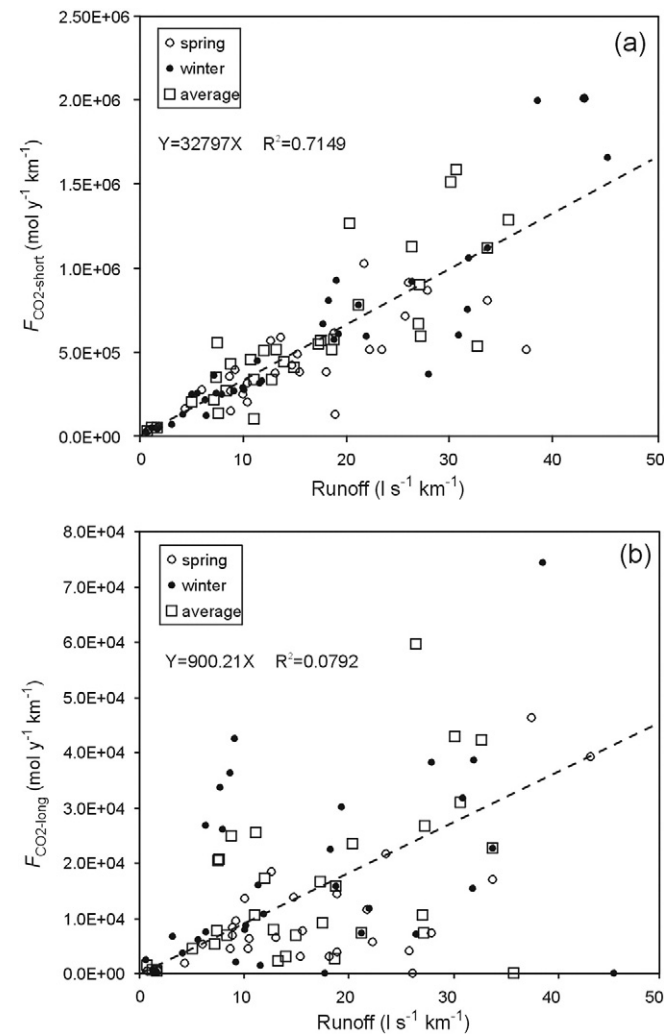 2.50E+06
(a)
spring
winter
average
2.0E+06
Y=32797X R²=0.7149
1.5E+06
1.0E+06
5.0E+05
0.0E+00
F_CO2-short (mol y⁻¹ km⁻¹)
0 10 20 30 40 50
Runoff (l s⁻¹ km⁻¹)
8.0E+04
(b)
spring
winter
average
7.0E+04
6.0E+04
Y=900.21X R²=0.0792
5.0E+04
4.0E+04
3.0E+04
2.0E+04
1.0E+04
0.0E+00
F_CO2-long (mol y⁻¹ km⁻¹)
0 10 20 30 40 50
Runoff (l s⁻¹ km⁻¹)